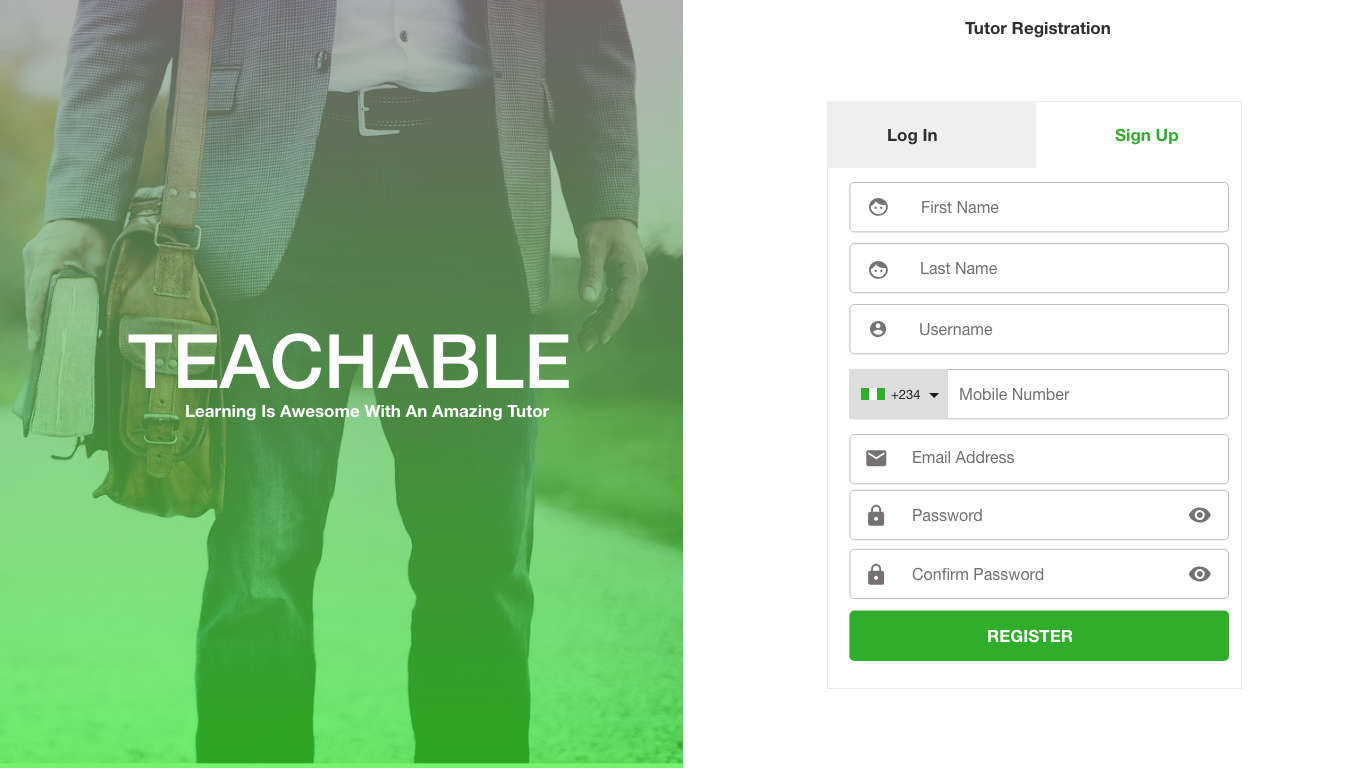 TEACHABLE
Learning Is Awesome With An Amazing Tutor
Tutor Registration
Log In
Sign Up
First Name
Last Name
Username
+234
Mobile Number
Email Address
Password
Confirm Password
REGISTER